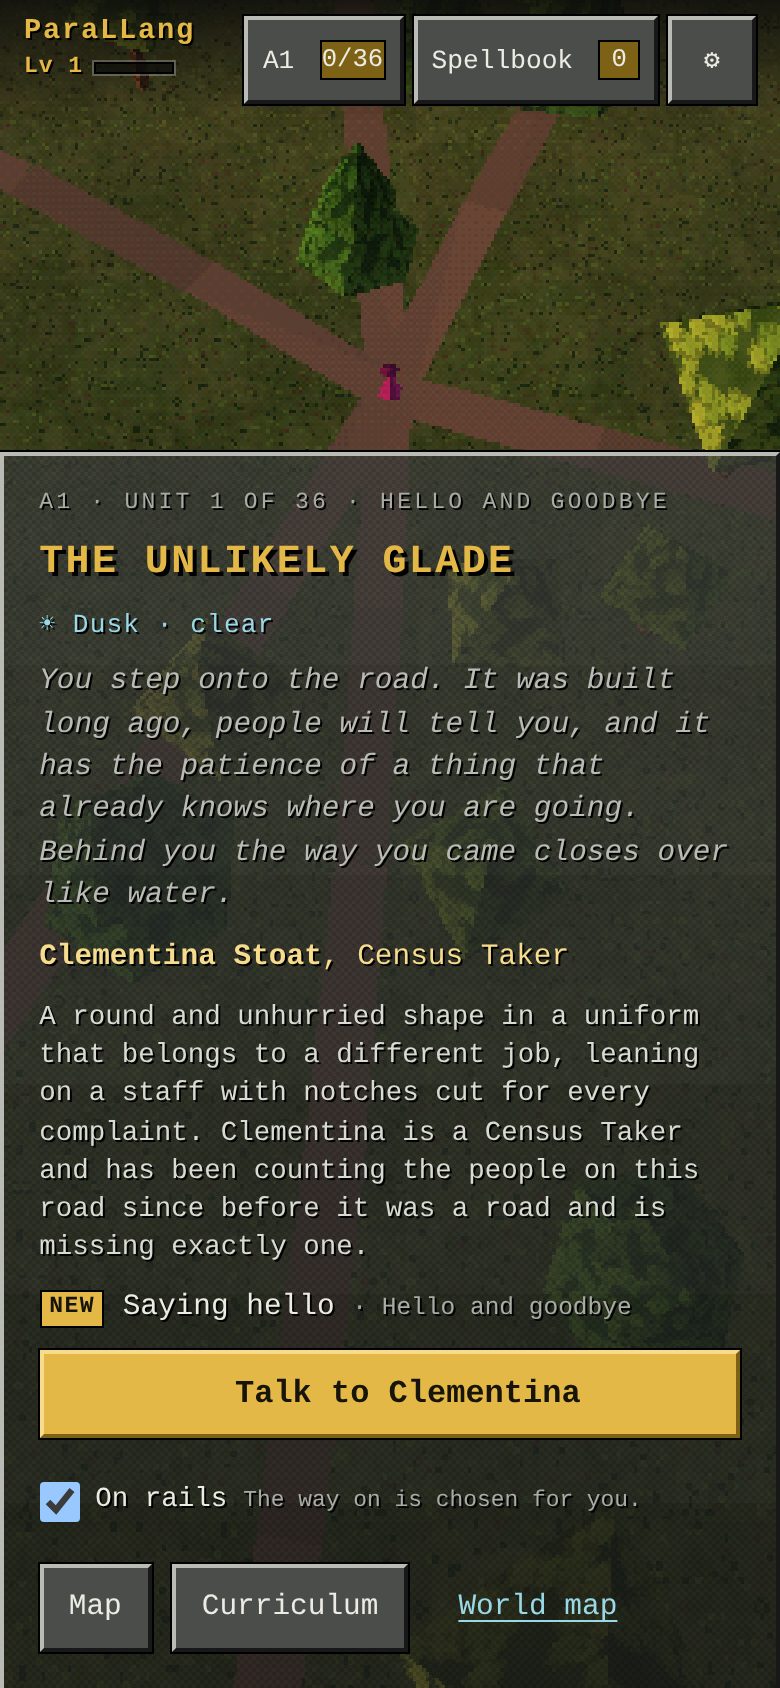 ParaLLang
Lv 1
A1 0/36
Spellbook 0
⚙
A1 · UNIT 1 OF 36 · HELLO AND GOODBYE
THE UNLIKELY GLADE
☀ Dusk · clear
You step onto the road. It was built
long ago, people will tell you, and it
has the patience of a thing that
already knows where you are going.
Behind you the way you came closes over
like water.
Clementina Stoat, Census Taker
A round and unhurried shape in a uniform
that belongs to a different job, leaning
on a staff with notches cut for every
complaint. Clementina is a Census Taker
and has been counting the people on this
road since before it was a road and is
missing exactly one.
NEW Saying hello · Hello and goodbye
Talk to Clementina
On rails The way on is chosen for you.
Map Curriculum World map